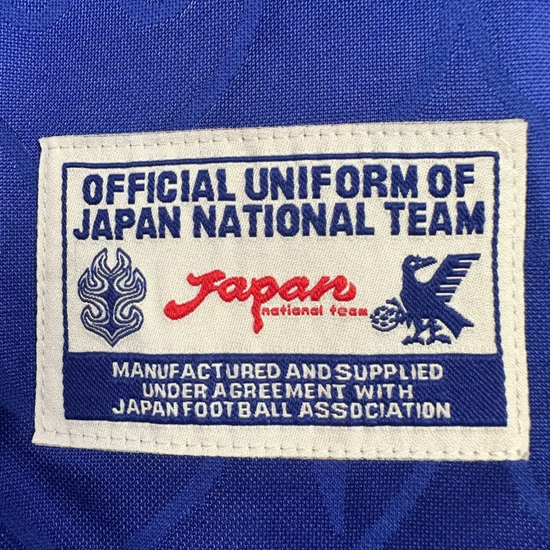 OFFICIAL UNIFORM OF
JAPAN NATIONAL TEAM
Japan
national team
MANUFACTURED AND SUPPLIED
UNDER AGREEMENT WITH
JAPAN FOOTBALL ASSOCIATION